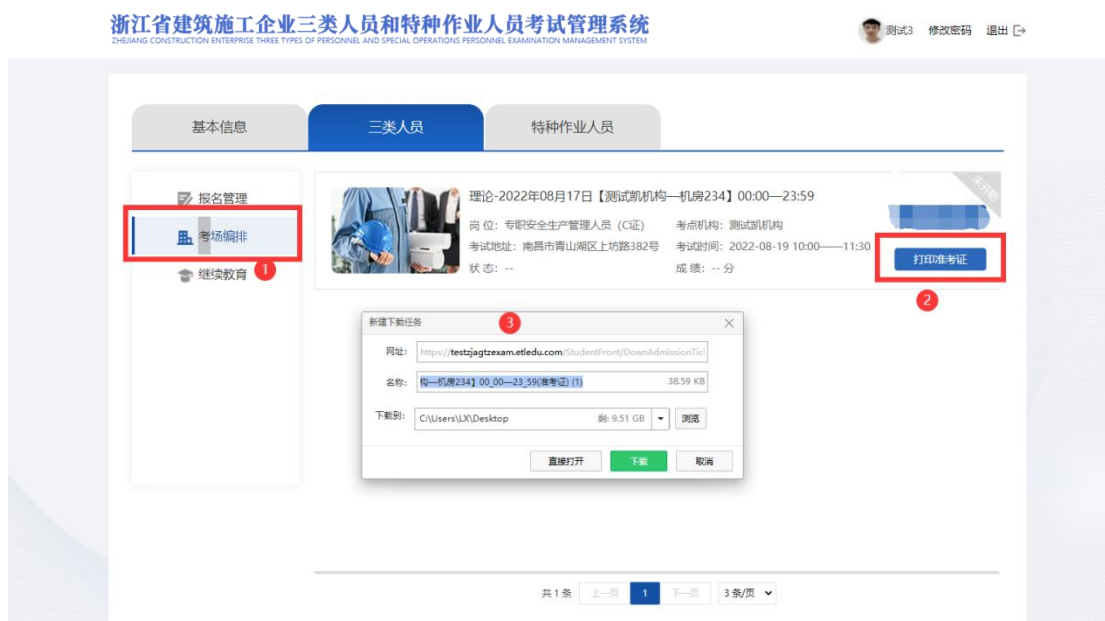 浙江省建筑施工企业三类人员和特种作业人员考试管理系统
ZHEJIANG CONSTRUCTION ENTERPRISE THREE TYPES OF PERSONNEL AND SPECIAL OPERATIONS PERSONNEL EXAMINATION MANAGEMENT SYSTEM
测试3 修改密码 退出
基本信息 三类人员 特种作业人员
报名管理
考场编排
1
继续教育
理论-2022年08月17日【测试凯机构—机房234】00:00—23:59
未开始
岗 位: 专职安全生产管理人员 (C证) 考点机构: 测试凯机构
考试地址: 南昌市青山湖区上坊路382号 考试时间: 2022-08-19 10:00——11:30
状 态: -- 成 绩: -- 分
打印准考证
2
新建下载任务
3
网址: https://testzjagtzexam.etledu.com/StudentFront/DownAdmissionTicl
名称: 构—机房234】00_00—23_59(准考证) (1) 38.59 KB
下载到: C:\Users\LX\Desktop 剩: 9.51 GB 浏览
直接打开 下载 取消
共 1 条 上一页 1 下一页 3 条/页